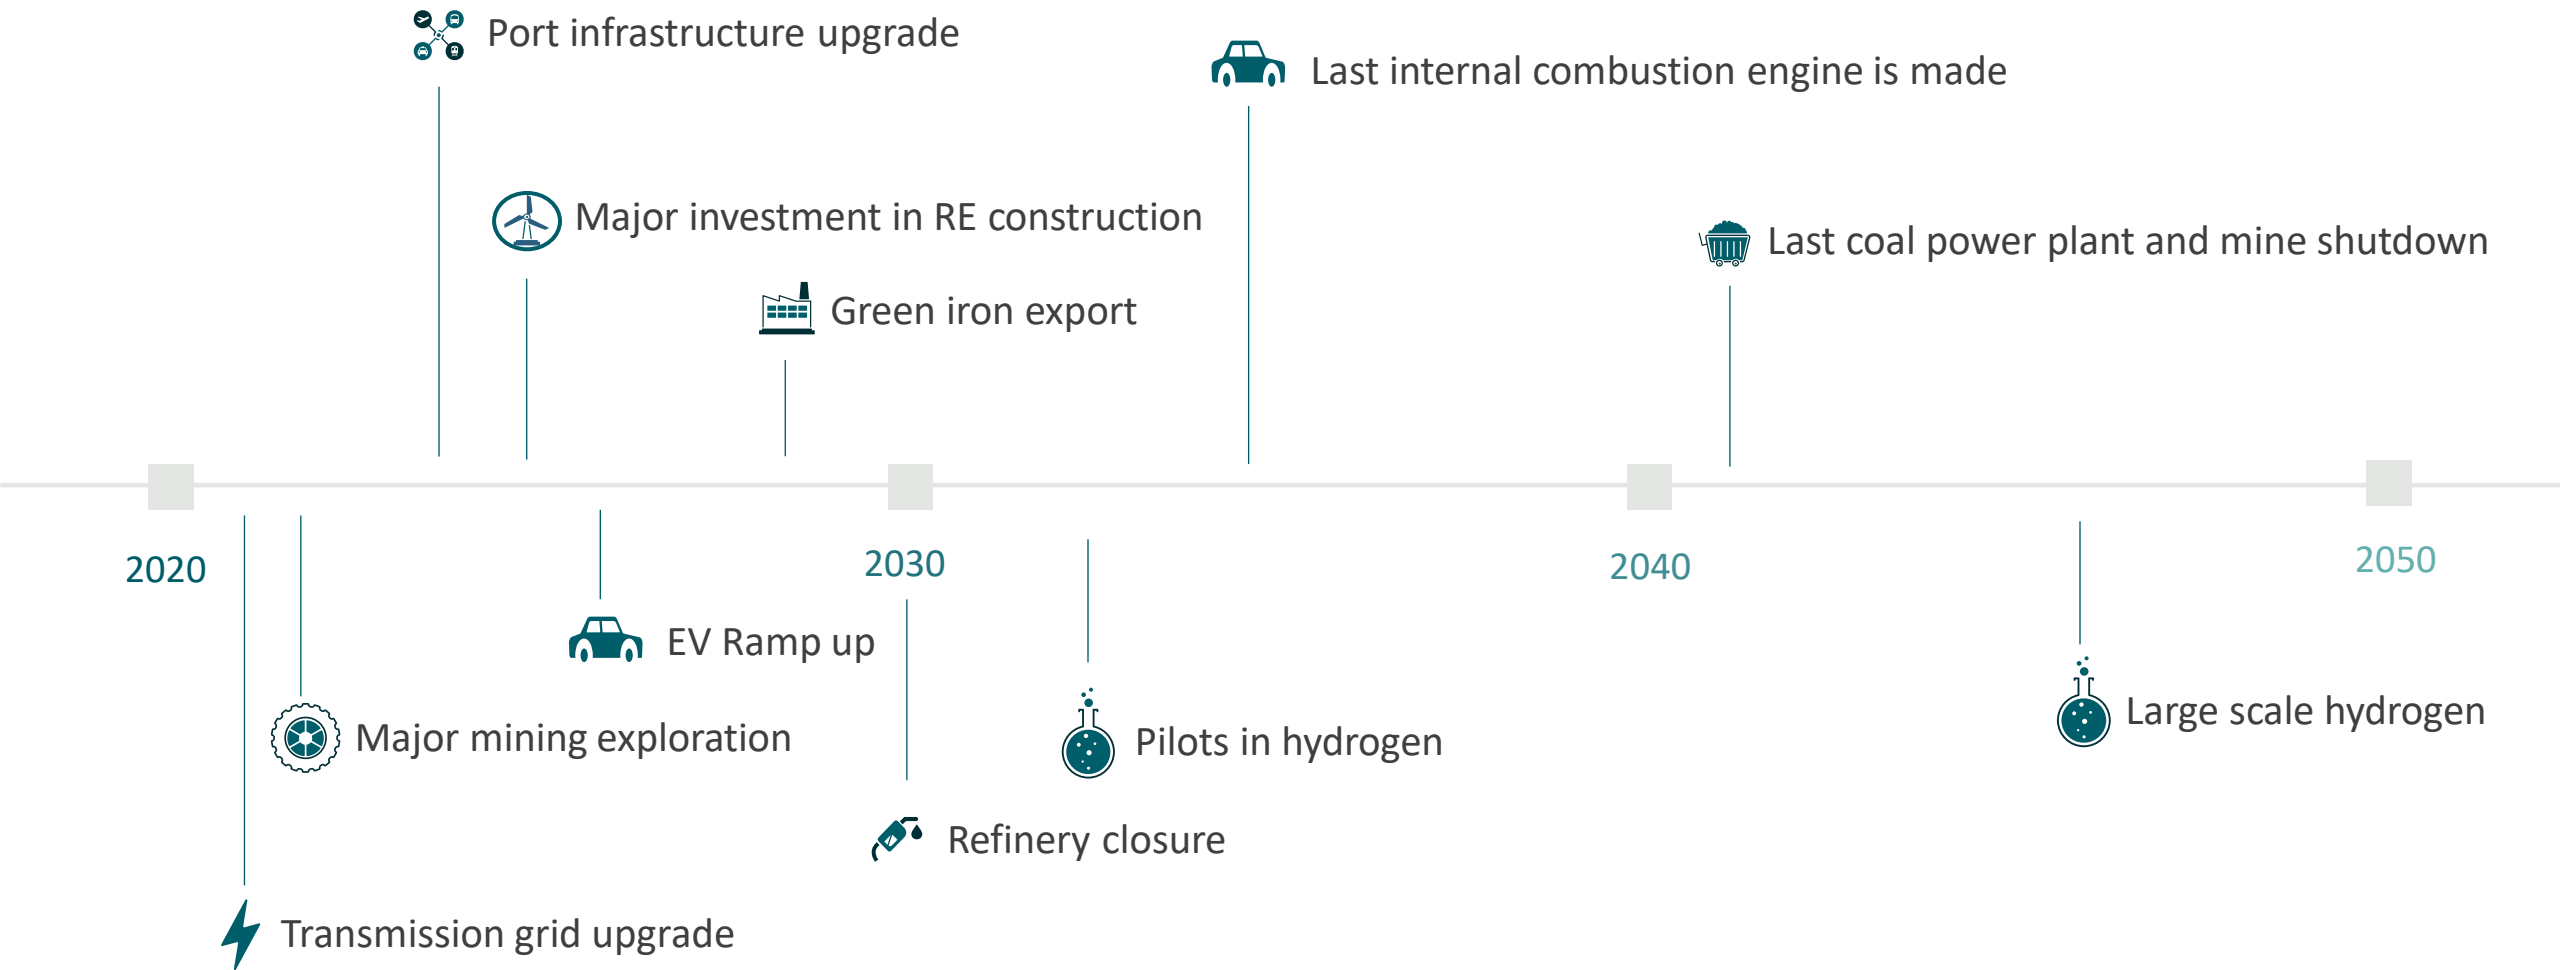 Port infrastructure upgrade
Last internal combustion engine is made
Major investment in RE construction
Last coal power plant and mine shutdown
Green iron export
2020
2030
2040
2050
EV Ramp up
Major mining exploration
Pilots in hydrogen
Large scale hydrogen
Refinery closure
Transmission grid upgrade